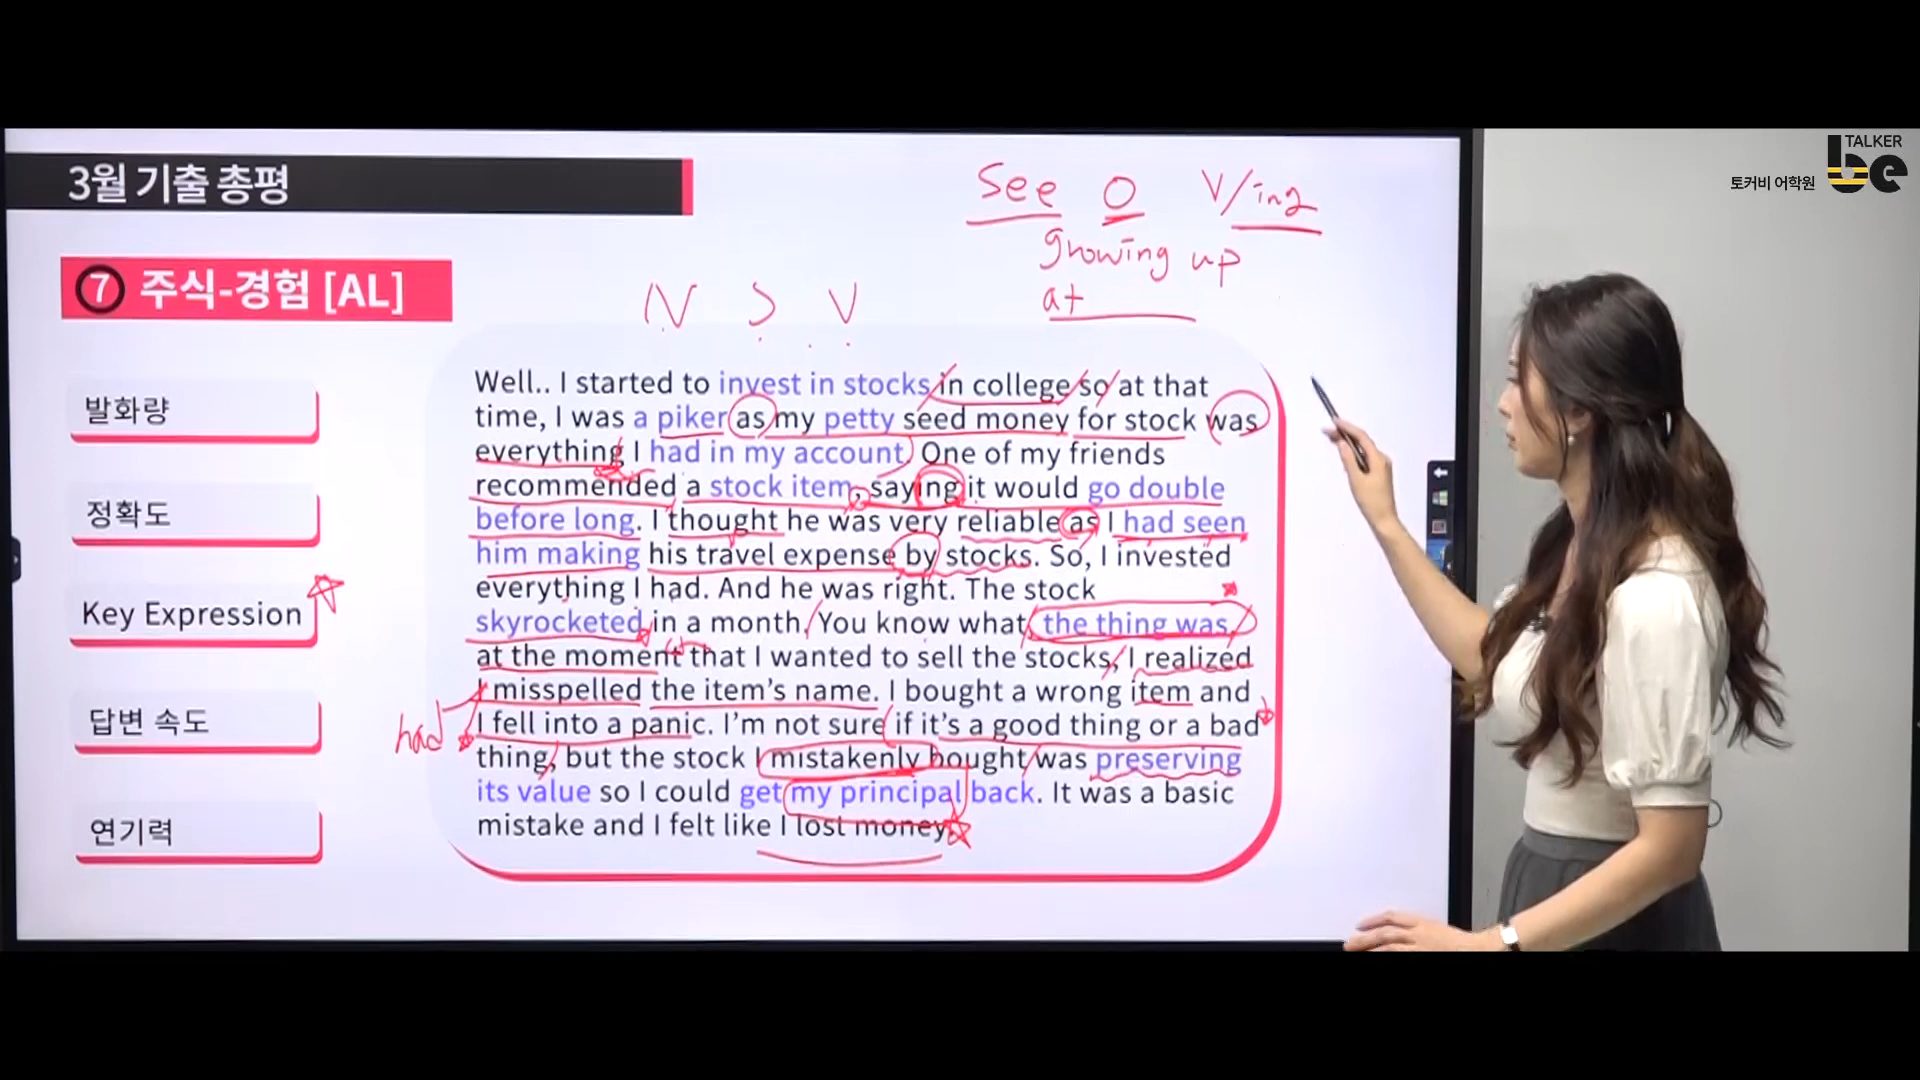 TALKER
be
토커비 어학원
3월 기출 총평
See O V/ing
growing up
at
⑦ 주식-경험 [AL]
N S V
발화량
정확도
Key Expression
답변 속도
연기력
Well.. I started to invest in stocks in college so at that
time, I was a piker as my petty seed money for stock was
everything I had in my account. One of my friends
recommended a stock item, saying it would go double
before long. I thought he was very reliable as I had seen
him making his travel expense by stocks. So, I invested
everything I had. And he was right. The stock
skyrocketed in a month. You know what the thing was,
at the moment that I wanted to sell the stocks, I realized
I misspelled the item's name. I bought a wrong item and
had
I fell into a panic. I'm not sure if it's a good thing or a bad
thing, but the stock I mistakenly bought was preserving
its value so I could get my principal back. It was a basic
mistake and I felt like I lost money.